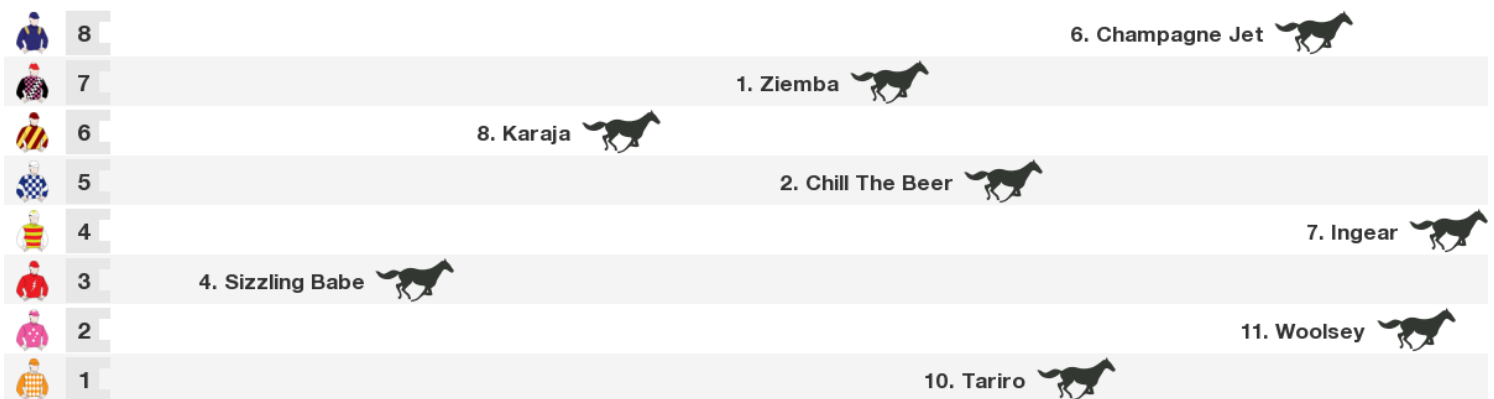 8 6. Champagne Jet
7 1. Ziemba
6 8. Karaja
5 2. Chill The Beer
4 7. Ingear
3 4. Sizzling Babe
2 11. Woolsey
1 10. Tariro